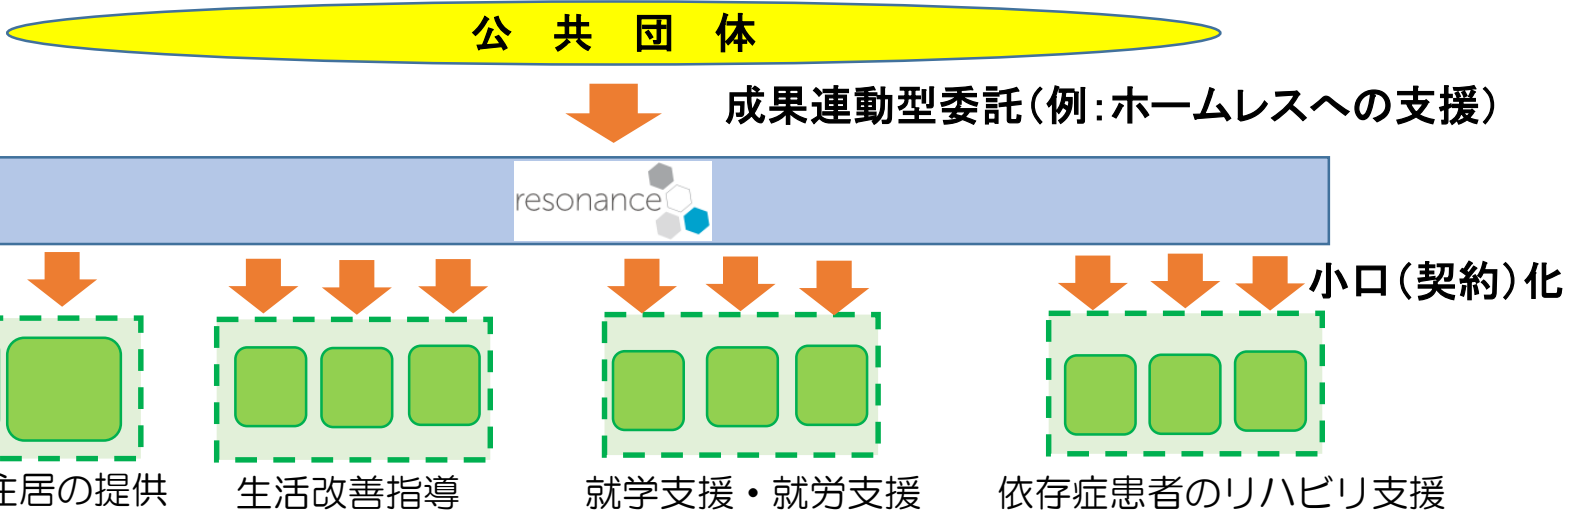 公　共　団　体
成果連動型委託（例：ホームレスへの支援）
resonance
小口（契約）化
住居の提供
生活改善指導
就学支援・就労支援
依存症患者のリハビリ支援